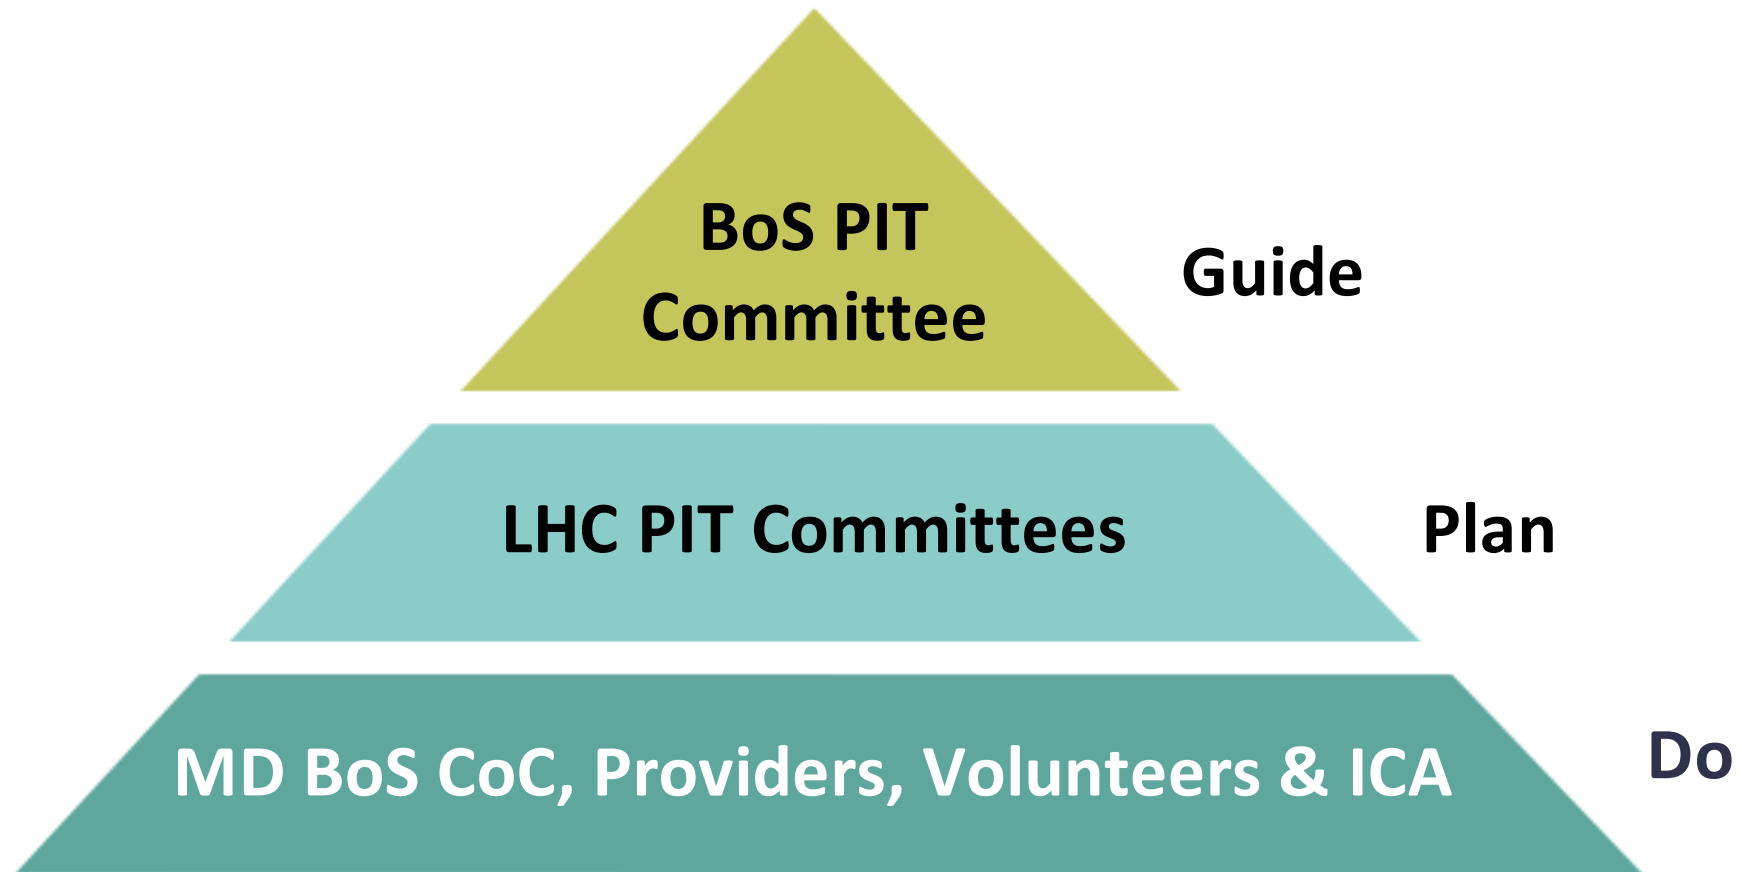 BoS PIT
Committee
Guide
LHC PIT Committees
Plan
MD BoS CoC, Providers, Volunteers & ICA
Do